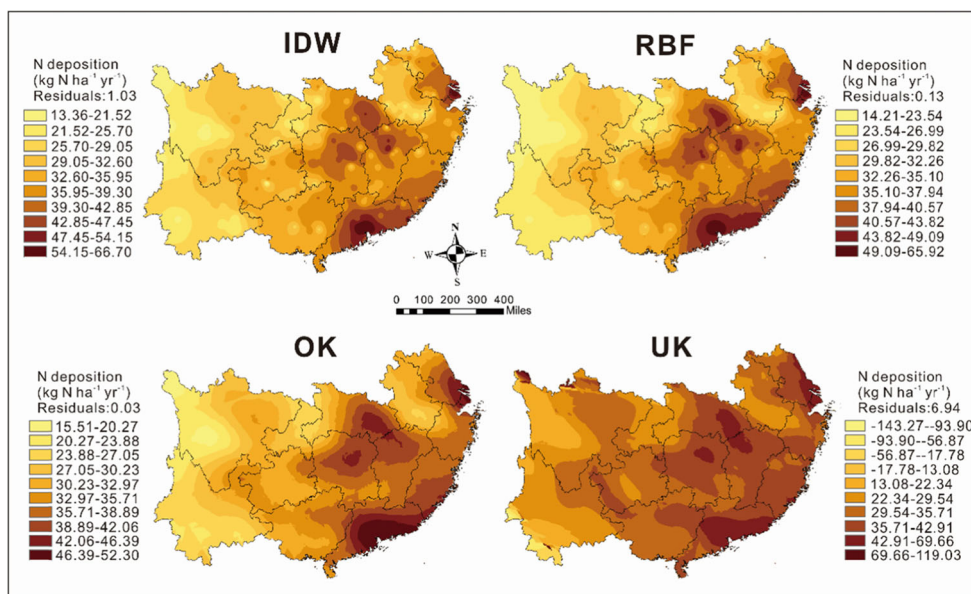 IDW
N deposition
(kg N ha⁻¹ yr⁻¹)
Residuals:1.03
13.36-21.52
21.52-25.70
25.70-29.05
29.05-32.60
32.60-35.95
35.95-39.30
39.30-42.85
42.85-47.45
47.45-54.15
54.15-66.70
RBF
N deposition
(kg N ha⁻¹ yr⁻¹)
Residuals:0.13
14.21-23.54
23.54-26.99
26.99-29.82
29.82-32.26
32.26-35.10
35.10-37.94
37.94-40.57
40.57-43.82
43.82-49.09
49.09-65.92
N
W E
S
0 100 200 300 400
Miles
OK
N deposition
(kg N ha⁻¹ yr⁻¹)
Residuals:0.03
15.51-20.27
20.27-23.88
23.88-27.05
27.05-30.23
30.23-32.97
32.97-35.71
35.71-38.89
38.89-42.06
42.06-46.39
46.39-52.30
UK
N deposition
(kg N ha⁻¹ yr⁻¹)
Residuals:6.94
-143.27--93.90
-93.90--56.87
-56.87--17.78
-17.78-13.08
13.08-22.34
22.34-29.54
29.54-35.71
35.71-42.91
42.91-69.66
69.66-119.03